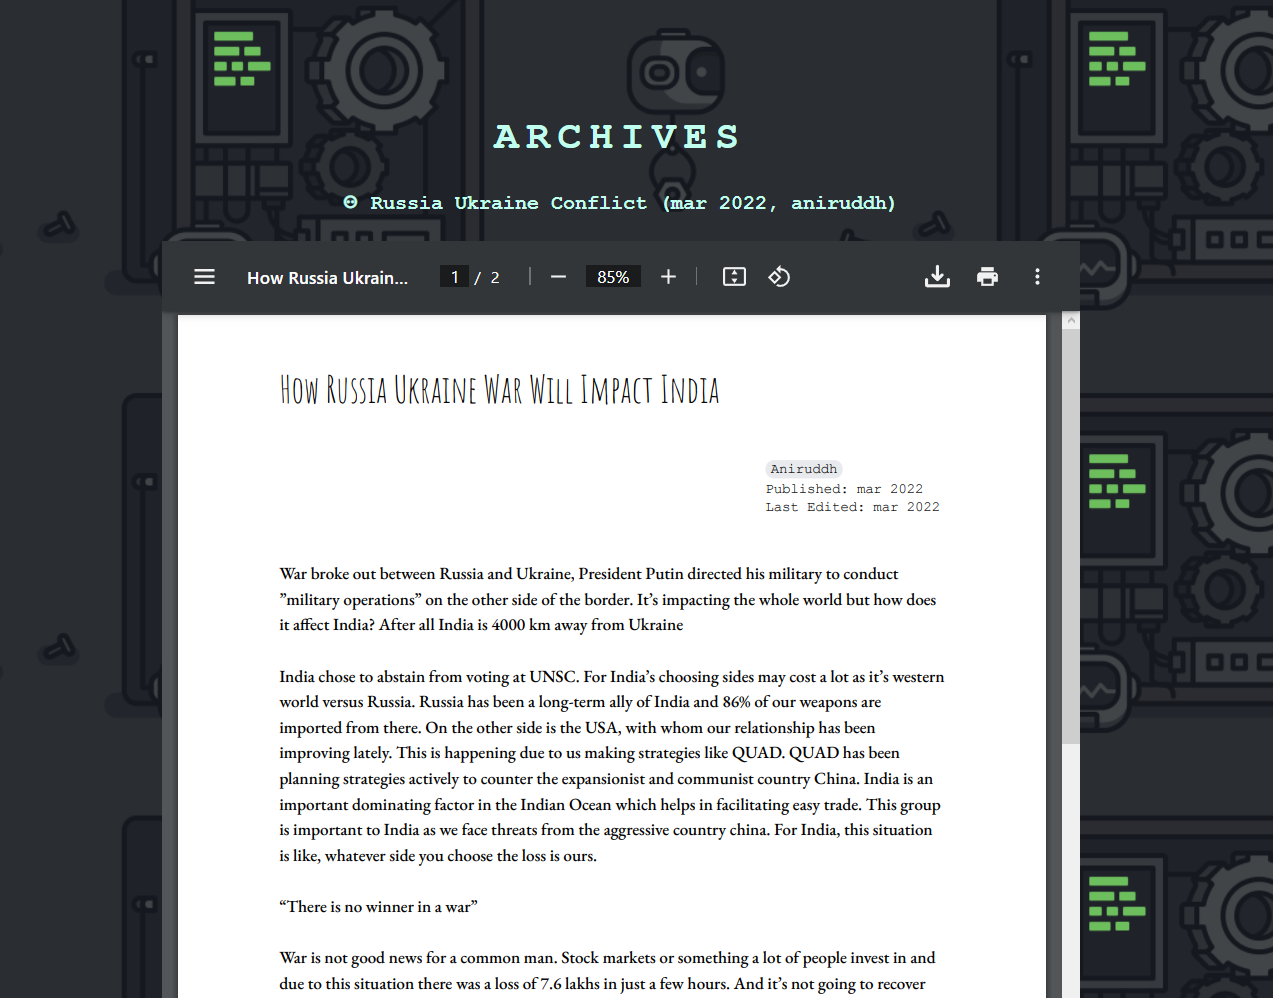 ARCHIVES
Russia Ukraine Conflict (mar 2022, aniruddh)
How Russia Ukrain... 1 / 2 85%
How Russia Ukraine War Will Impact India
Aniruddh
Published: mar 2022
Last Edited: mar 2022
War broke out between Russia and Ukraine, President Putin directed his military to conduct
”military operations” on the other side of the border. It’s impacting the whole world but how does
it affect India? After all India is 4000 km away from Ukraine
India chose to abstain from voting at UNSC. For India’s choosing sides may cost a lot as it’s western
world versus Russia. Russia has been a long-term ally of India and 86% of our weapons are
imported from there. On the other side is the USA, with whom our relationship has been
improving lately. This is happening due to us making strategies like QUAD. QUAD has been
planning strategies actively to counter the expansionist and communist country China. India is an
important dominating factor in the Indian Ocean which helps in facilitating easy trade. This group
is important to India as we face threats from the aggressive country china. For India, this situation
is like, whatever side you choose the loss is ours.
“There is no winner in a war”
War is not good news for a common man. Stock markets or something a lot of people invest in and
due to this situation there was a loss of 7.6 lakhs in just a few hours. And it’s not going to recover